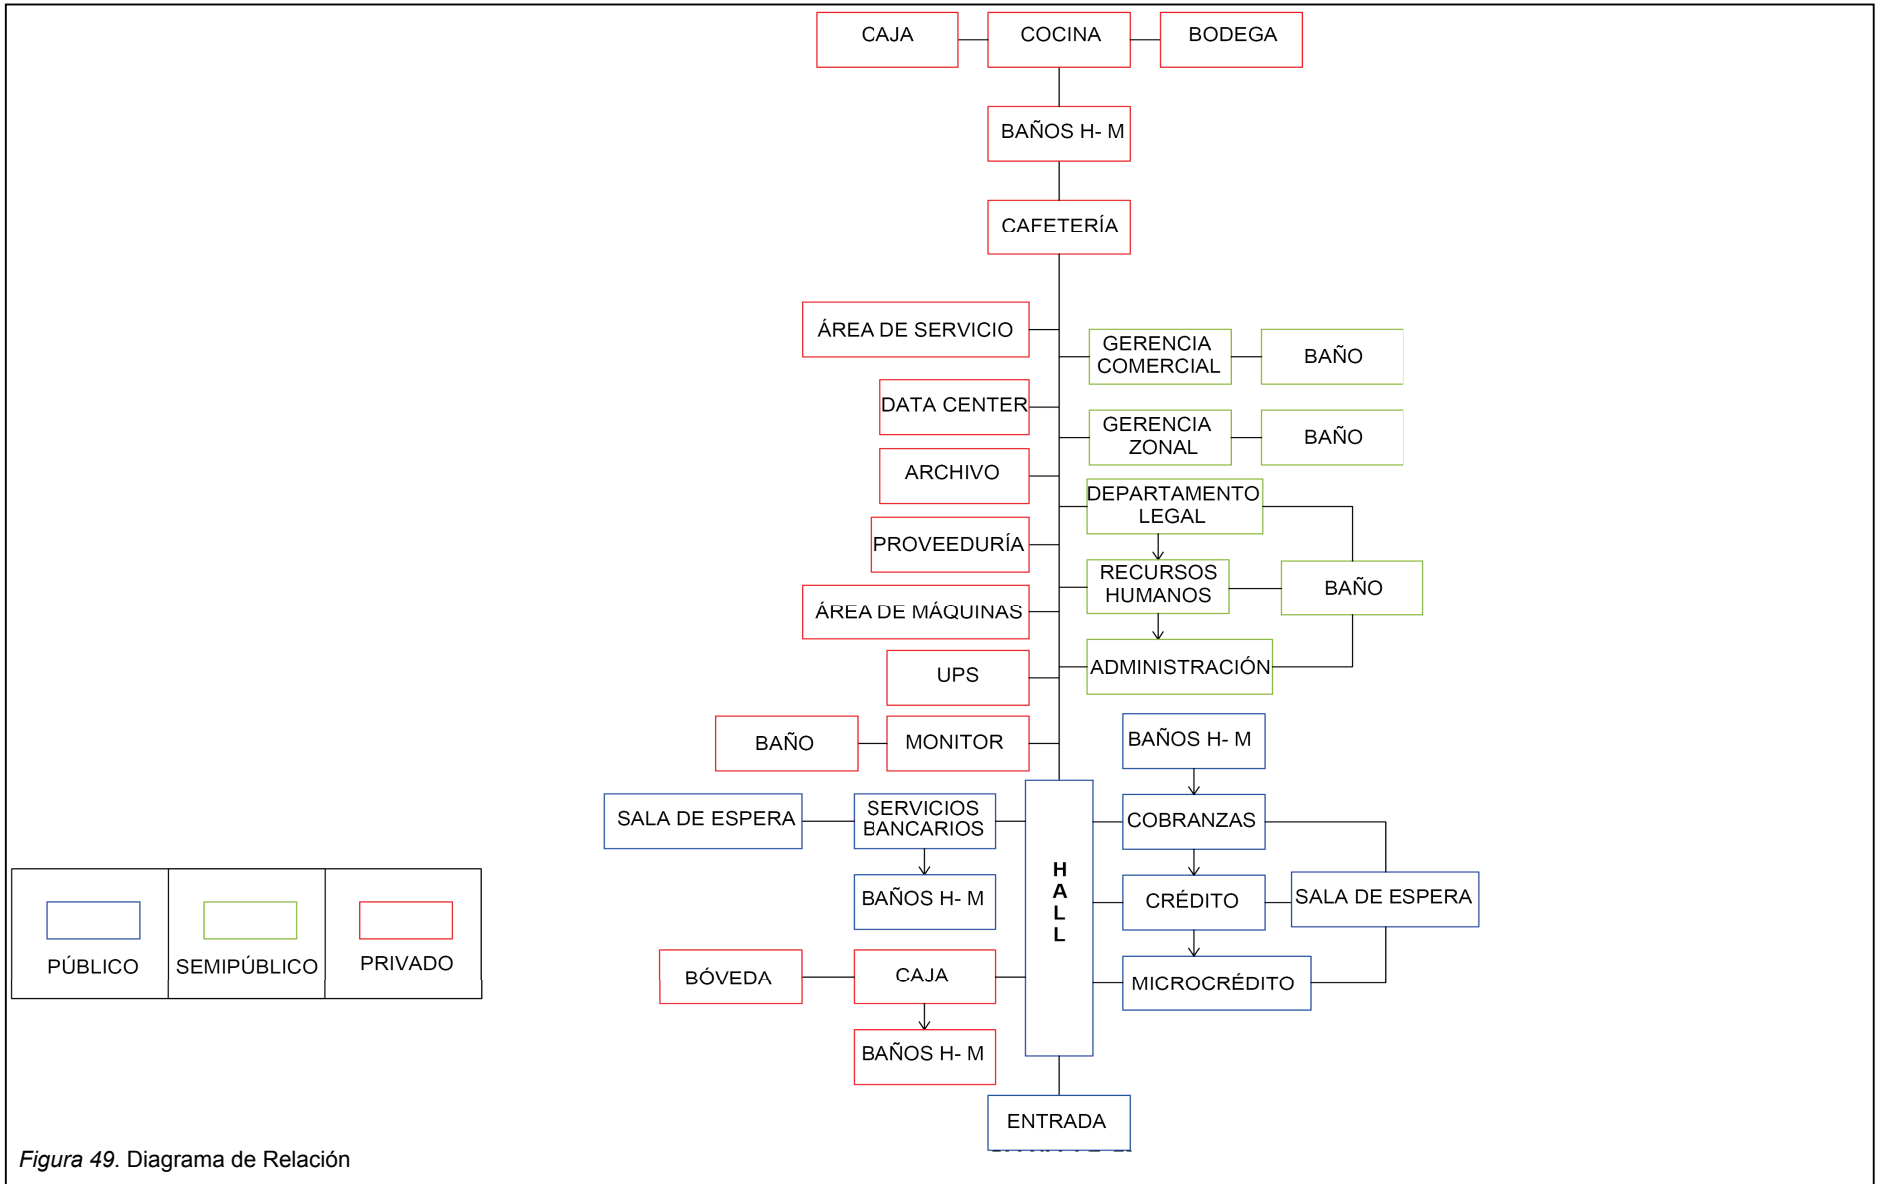 CAJA
COCINA
BODEGA
BAÑOS H- M
CAFETERÍA
ÁREA DE SERVICIO
GERENCIA
COMERCIAL
BAÑO
DATA CENTER
GERENCIA
ZONAL
BAÑO
ARCHIVO
DEPARTAMENTO
LEGAL
PROVEEDURÍA
RECURSOS
HUMANOS
BAÑO
ÁREA DE MÁQUINAS
ADMINISTRACIÓN
UPS
BAÑO
MONITOR
BAÑOS H- M
SALA DE ESPERA
SERVICIOS
BANCARIOS
COBRANZAS
BAÑOS H- M
H
A
L
L
CRÉDITO
SALA DE ESPERA
BÓVEDA
CAJA
MICROCRÉDITO
BAÑOS H- M
ENTRADA
PÚBLICO
SEMIPÚBLICO
PRIVADO
Figura 49. Diagrama de Relación